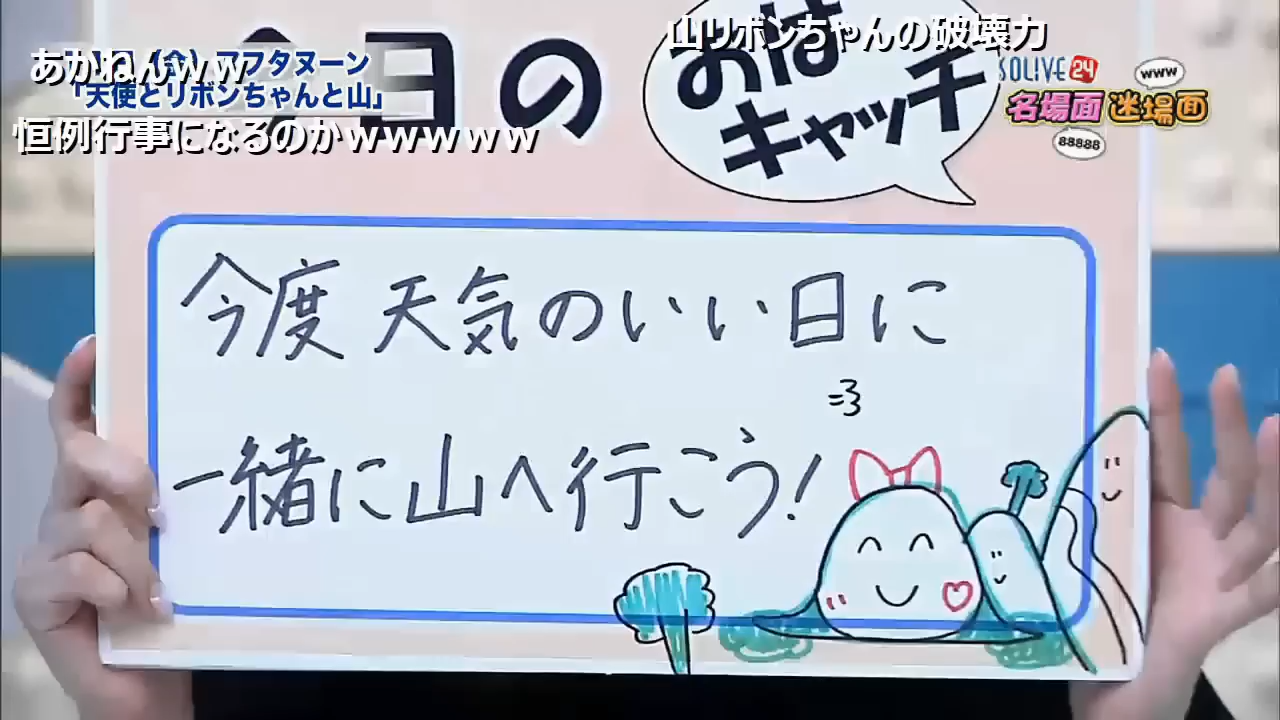 山リボンちゃんの破壊力
あかねんww
(金)アフタヌーン
「天使とリボンちゃんと山」
恒例行事になるのかwwwww
今日の
おは
キャッチ
SOLiVE24
www
名場面 迷場面
88888
今度 天気のいい日に
一緒に山へ行こう!